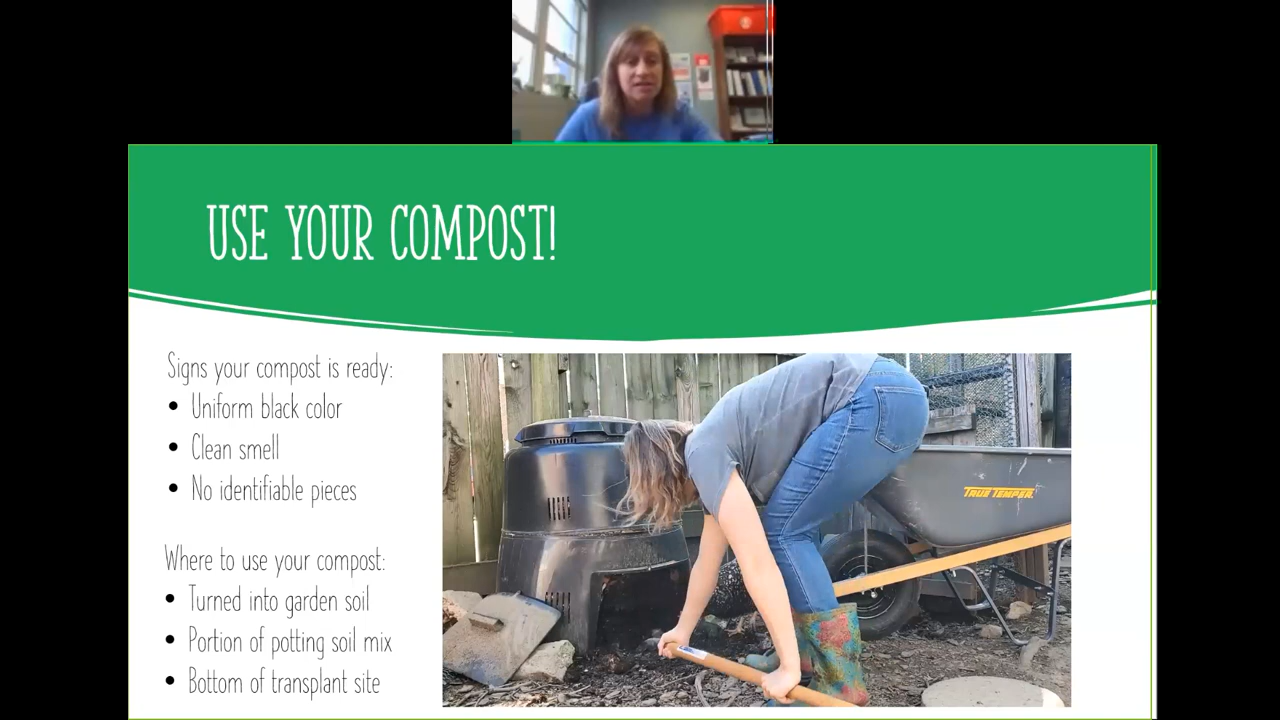 USE YOUR COMPOST!
Signs your compost is ready:
• Uniform black color
• Clean smell
• No identifiable pieces
Where to use your compost:
• Turned into garden soil
• Portion of potting soil mix
• Bottom of transplant site
TRUE TEMPER